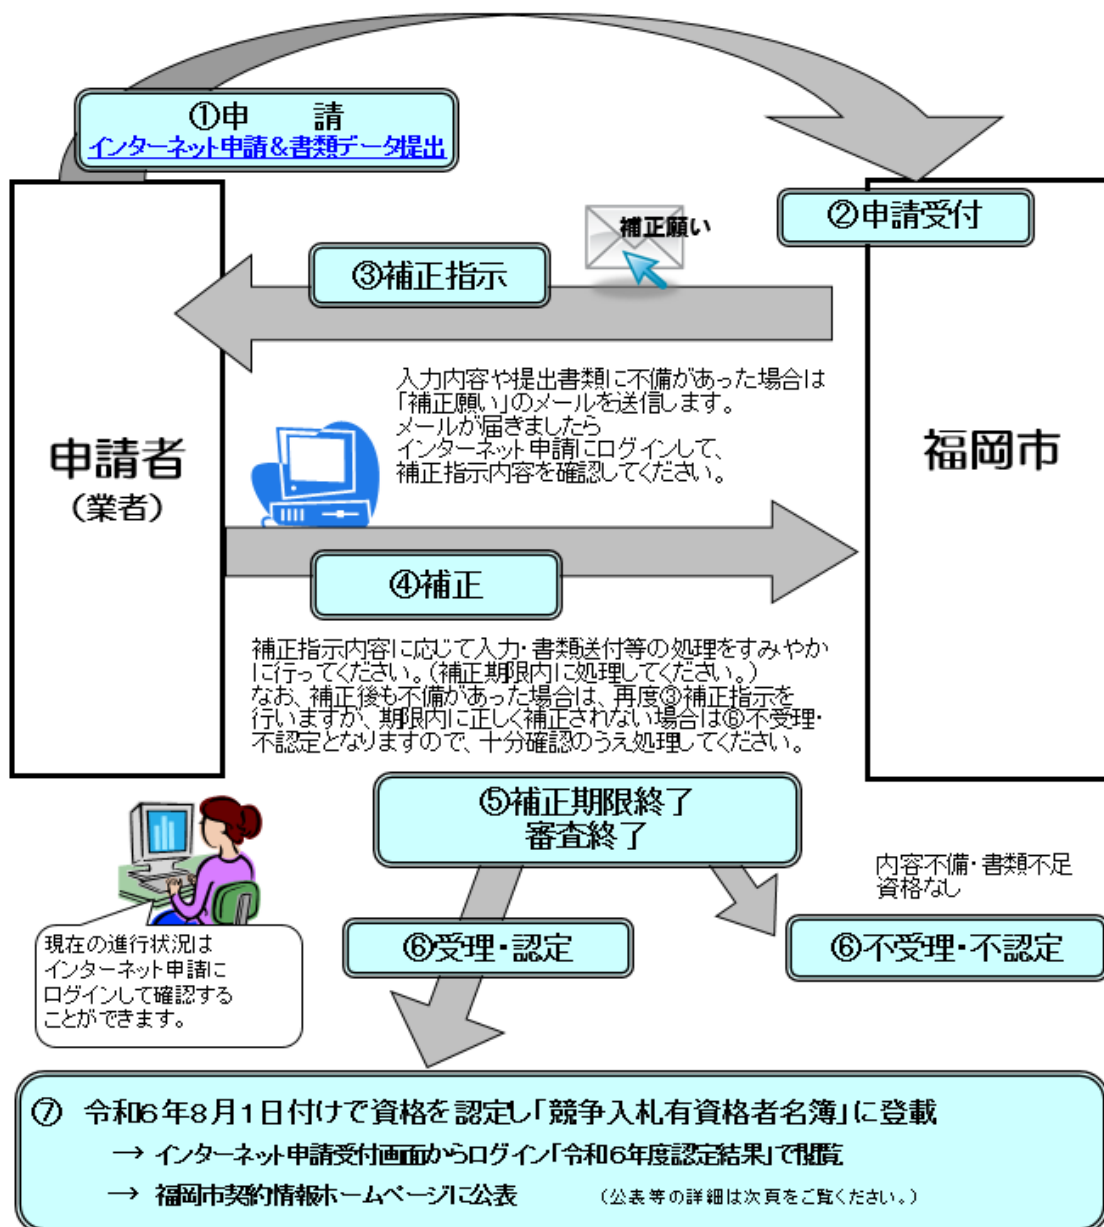 ①申　　請
インターネット申請&書類データ提出
②申請受付
補正願い
③補正指示
入力内容や提出書類に不備があった場合は
「補正願い」のメールを送信します。
メールが届きましたら
インターネット申請にログインして、
補正指示内容を確認してください。
申請者
（業者）
福岡市
④補正
補正指示内容に応じて入力・書類送付等の処理をすみやか
に行ってください。（補正期限内に処理してください。）
なお、補正後も不備があった場合は、再度③補正指示を
行いますが、期限内に正しく補正されない場合は⑥不受理・
不認定となりますので、十分確認のうえ処理してください。
⑤補正期限終了
審査終了
内容不備・書類不足
資格なし
⑥受理・認定
⑥不受理・不認定
現在の進行状況は
インターネット申請に
ログインして確認する
ことができます。
⑦　令和6年8月1日付けで資格を認定し「競争入札有資格者名簿」に登載
→ インターネット申請受付画面からログイン「令和6年度認定結果」で閲覧
→ 福岡市契約情報ホームページに公表　（公表等の詳細は次頁をご覧ください。）